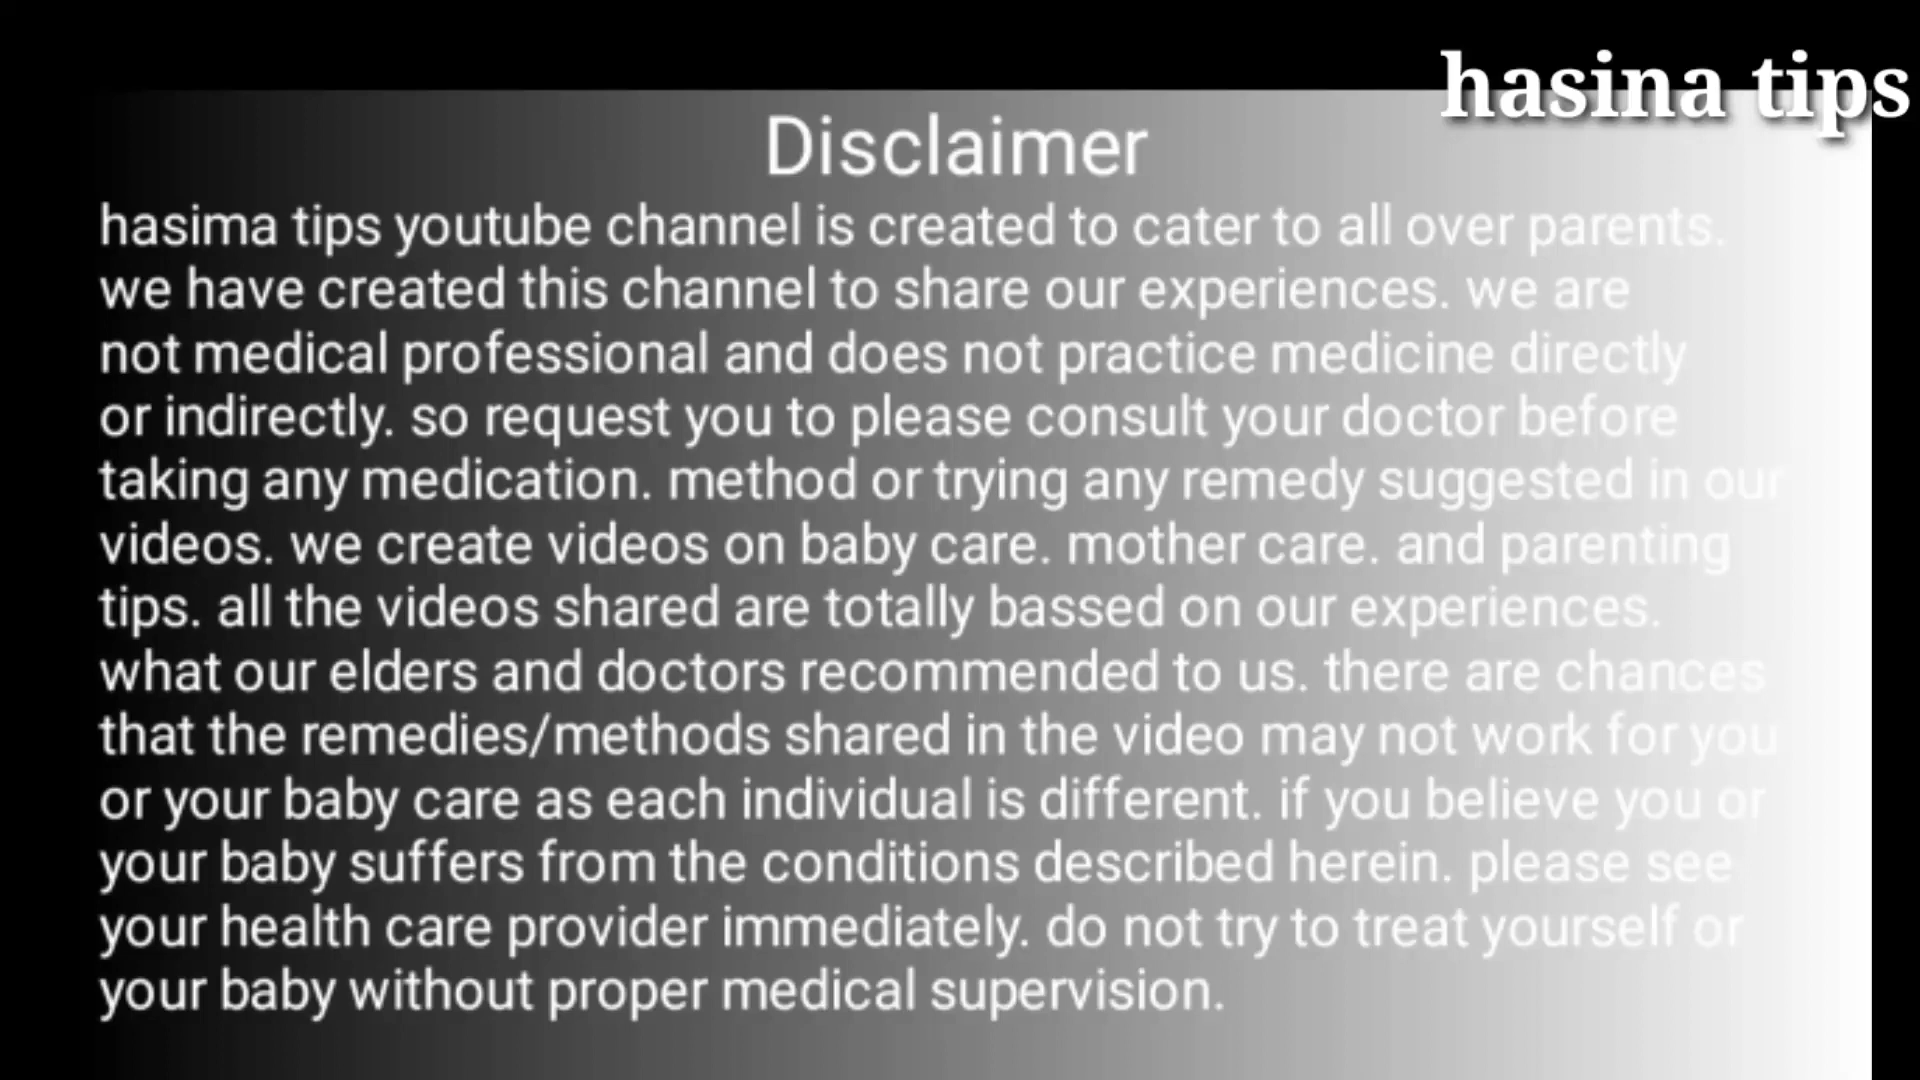 hasina tips
Disclaimer
hasima tips youtube channel is created to cater to all over parents.
we have created this channel to share our experiences. we are
not medical professional and does not practice medicine directly
or indirectly. so request you to please consult your doctor before
taking any medication. method or trying any remedy suggested in our
videos. we create videos on baby care. mother care. and parenting
tips. all the videos shared are totally bassed on our experiences.
what our elders and doctors recommended to us. there are chances
that the remedies/methods shared in the video may not work for you
or your baby care as each individual is different. if you believe you or
your baby suffers from the conditions described herein. please see
your health care provider immediately. do not try to treat yourself or
your baby without proper medical supervision.